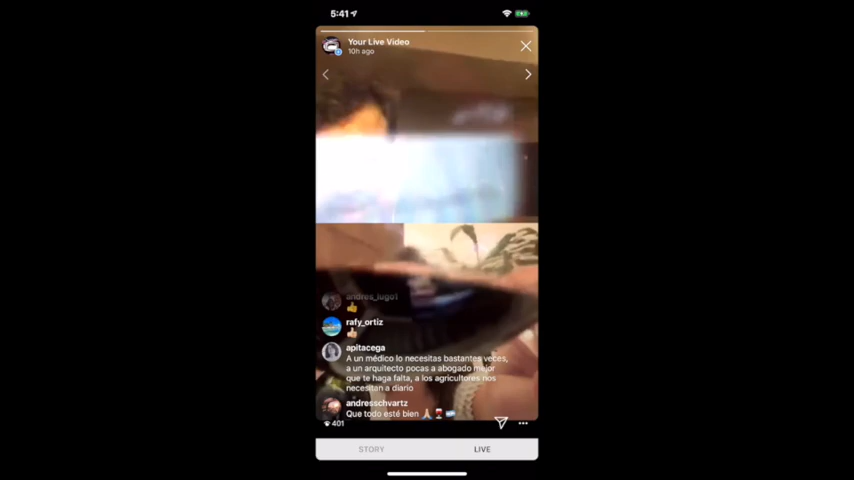 5:41
Your Live Video
10h ago
andres_lugo1
rafy_ortiz
apitacega
A un médico lo necesitas bastantes veces,
a un arquitecto pocas a abogado mejor
que te haga falta, a los agricultores nos
necesitan a diario
andresschvartz
Que todo esté bien
401
STORY
LIVE